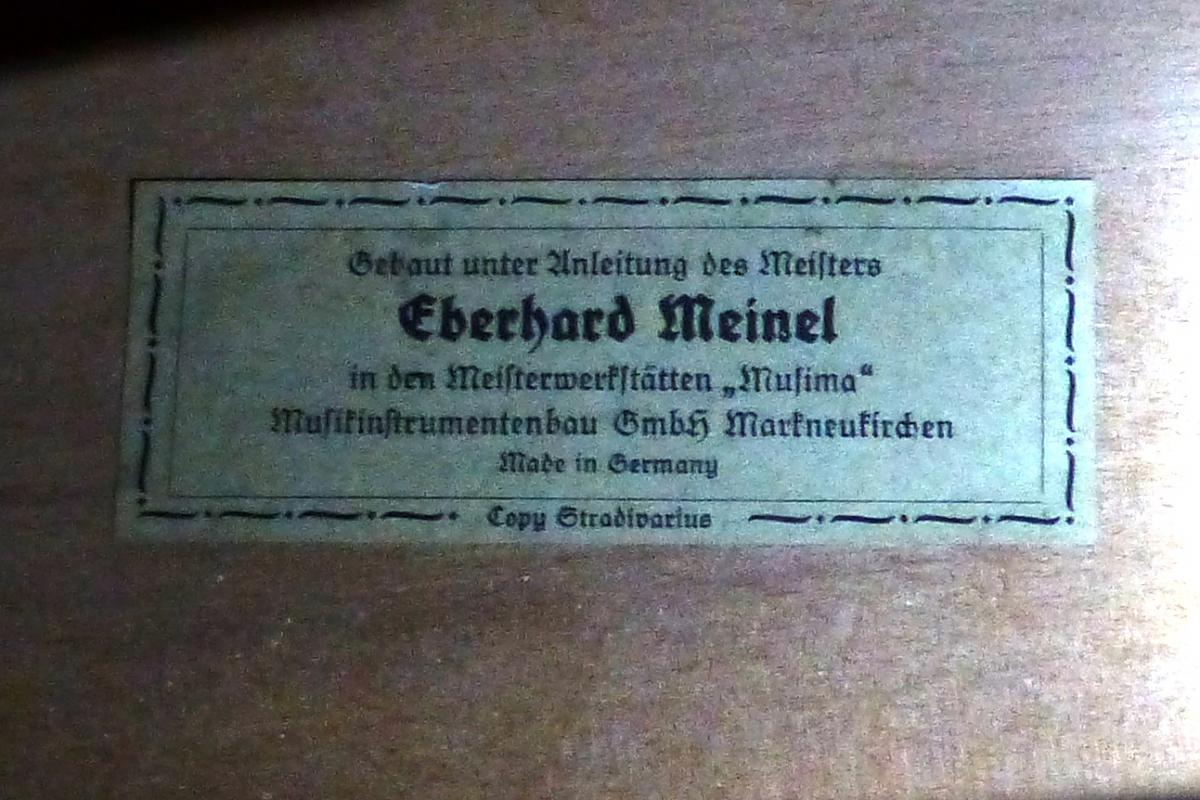 Gebaut unter Anleitung des Meiſters
Eberhard Meinel
in den Meiſterwerkſtätten „Muſima“
Muſikinſtrumentenbau GmbH Markneukirchen
Made in Germany
Copy Stradivarius